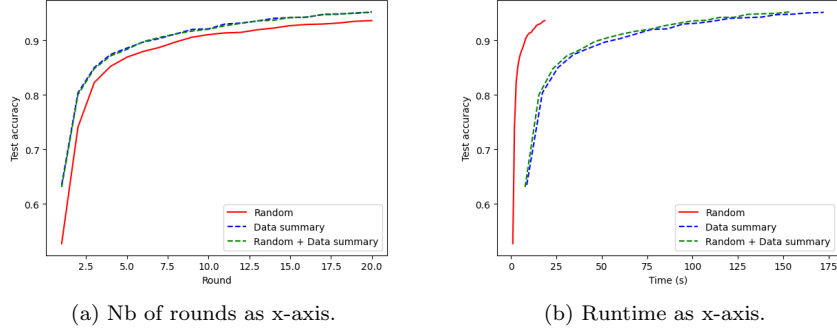 Test accuracy
0.9
0.8
0.7
0.6
Random
Data summary
Random + Data summary
2.5 5.0 7.5 10.0 12.5 15.0 17.5 20.0
Round
(a) Nb of rounds as x-axis.
Test accuracy
0.9
0.8
0.7
0.6
Random
Data summary
Random + Data summary
0 25 50 75 100 125 150 175
Time (s)
(b) Runtime as x-axis.